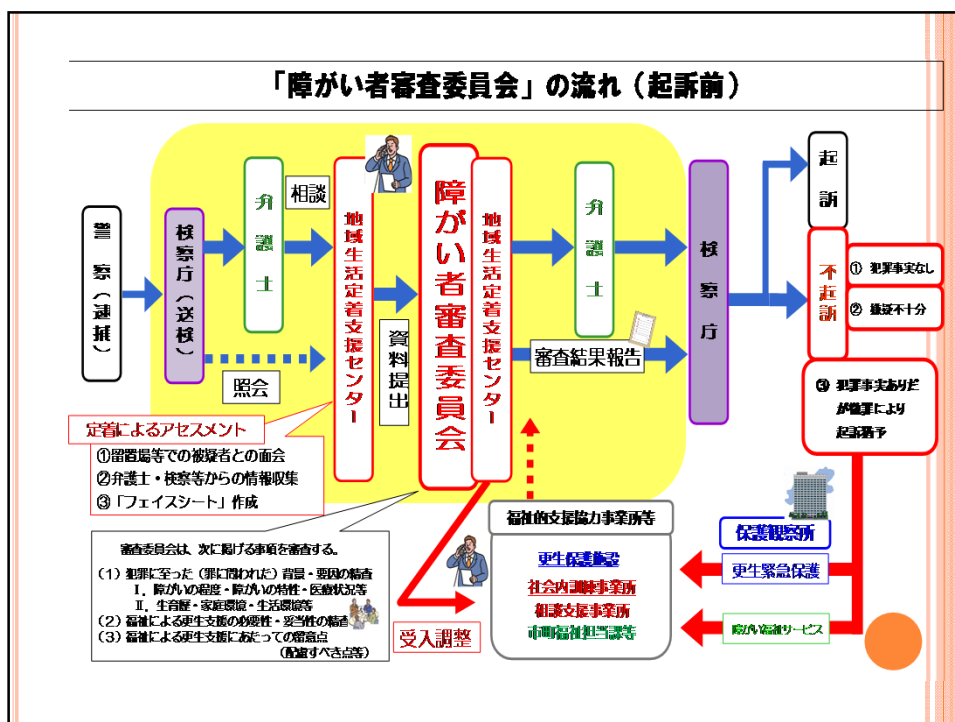 「障がい者審査委員会」の流れ（起訴前）
警察（逮捕）
検察庁（送検）
弁護士
相談
照会
地域生活定着支援センター
資料提出
障がい者審査委員会
地域生活定着支援センター
弁護士
審査結果報告
検察庁
起訴
不起訴
① 犯罪事実なし
② 嫌疑不十分
③ 犯罪事実ありだ
が微罪により
起訴猶予
定着によるアセスメント
①留置場等での被疑者との面会
②弁護士・検察等からの情報収集
③「フェイスシート」作成
審査委員会は、次に掲げる事項を審査する。
（1）犯罪に至った（罪に問われた）背景・要因の精査
Ⅰ．障がいの程度・障がいの特性・医療状況等
Ⅱ．生育歴・家庭環境・生活環境等
（2）福祉による更生支援の必要性・妥当性の精査
（3）福祉による更生支援にあたっての留意点
（配慮すべき点等）
受入調整
福祉的支援協力事業所等
更生保護施設
社会内訓練事業所
相談支援事業所
市町福祉担当課等
保護観察所
更生緊急保護
障がい福祉サービス